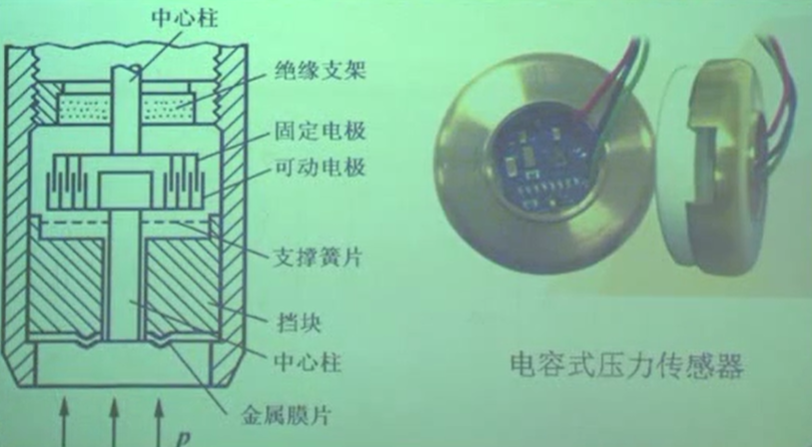 中心柱
绝缘支架
固定电极
可动电极
支撑簧片
挡块
中心柱
金属膜片
p
电容式压力传感器